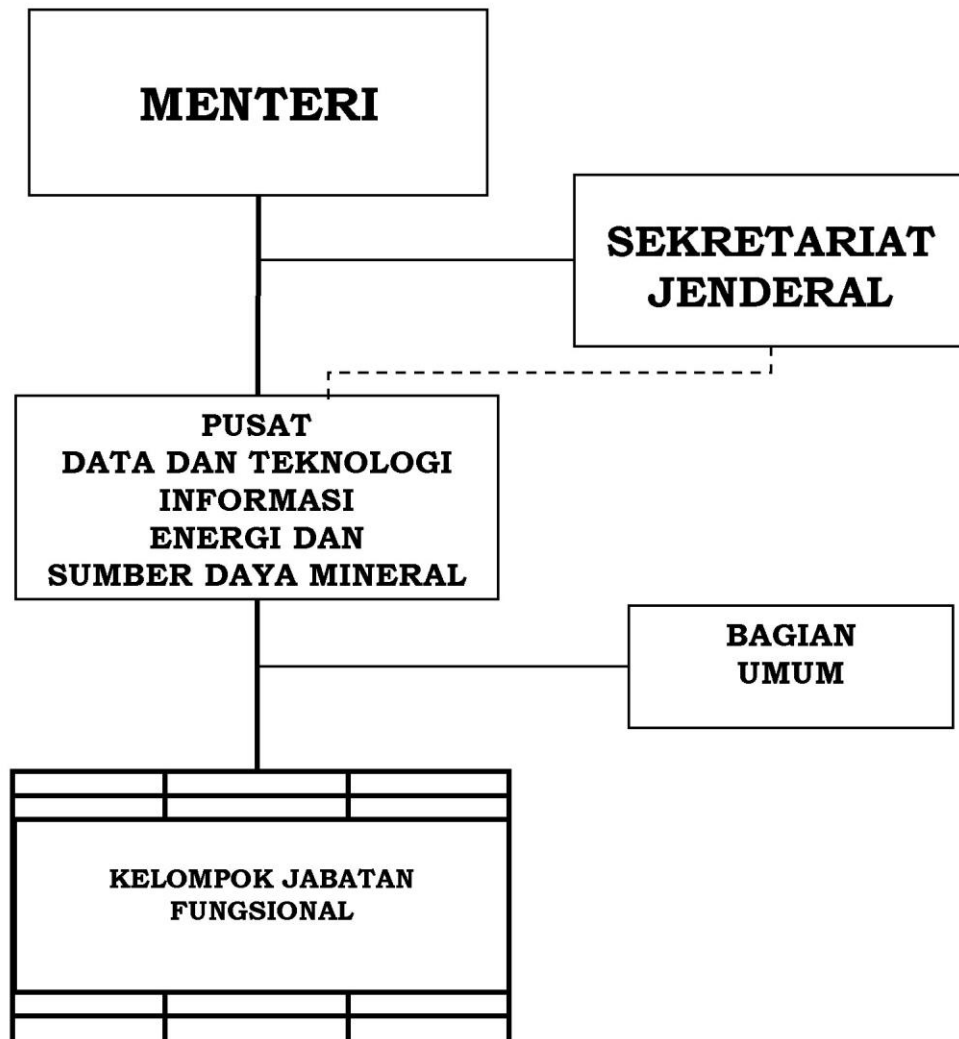 MENTERI
SEKRETARIAT
JENDERAL
PUSAT
DATA DAN TEKNOLOGI
INFORMASI
ENERGI DAN
SUMBER DAYA MINERAL
BAGIAN
UMUM
KELOMPOK JABATAN
FUNGSIONAL